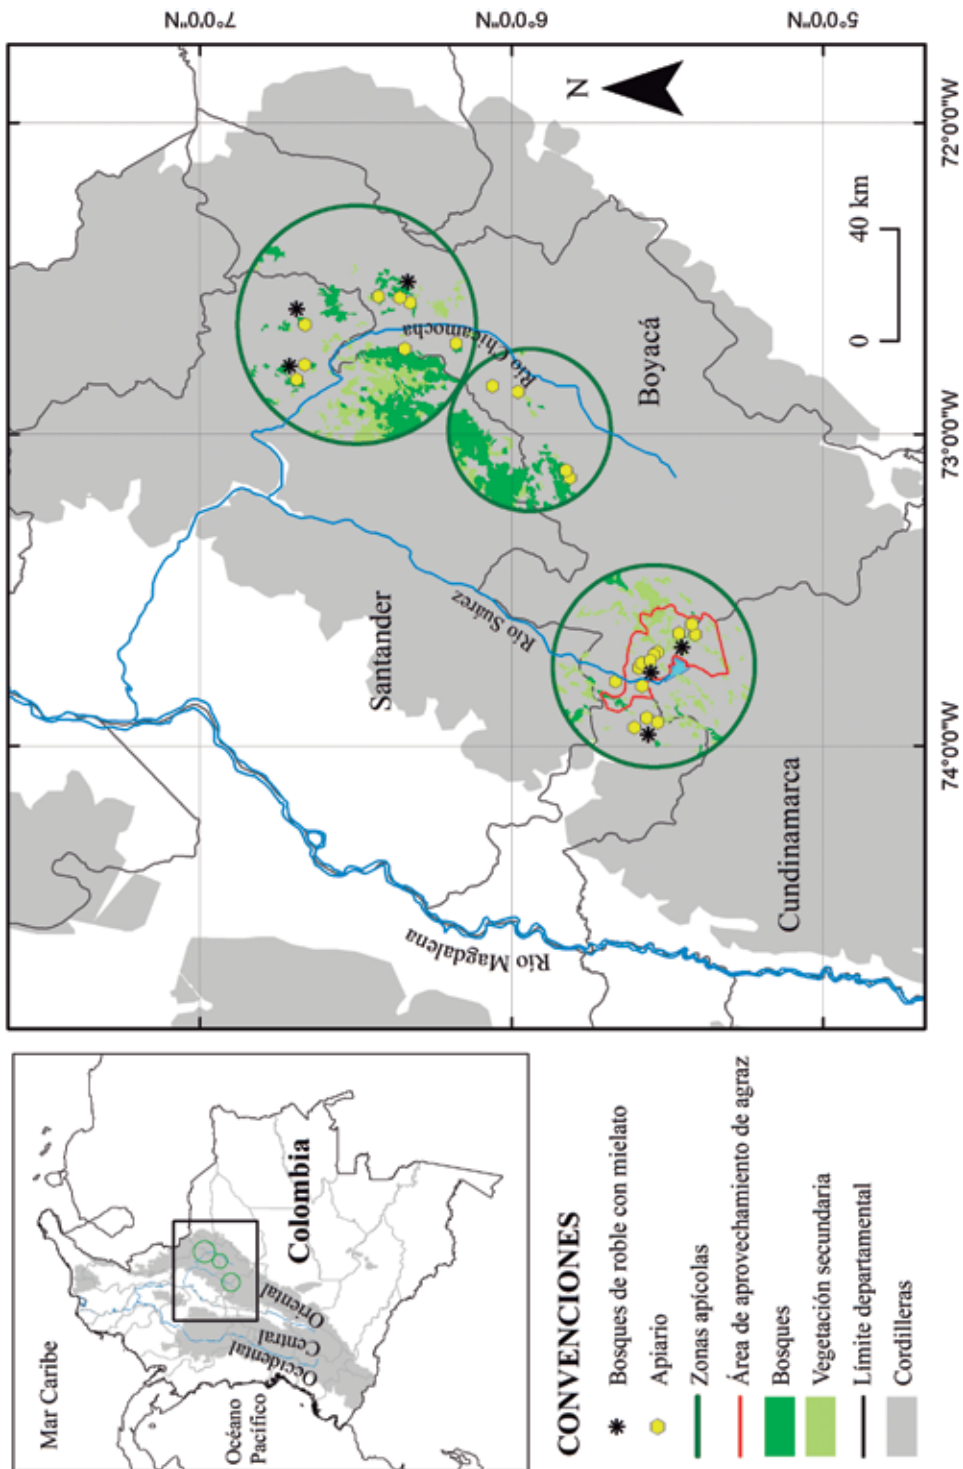 Mar Caribe
Océano
Pacífico
Occidental
Central
Oriental
Colombia
CONVENCIONES
Bosques de roble con mielato
Apiario
Zonas apícolas
Área de aprovechamiento de agraz
Bosques
Vegetación secundaria
Límite departamental
Cordilleras
7°0'0"N
6°0'0"N
5°0'0"N
74°0'0"W
73°0'0"W
72°0'0"W
Río Magdalena
Santander
Río Suárez
Río Chicamocha
Boyacá
Cundinamarca
N
0 40 km